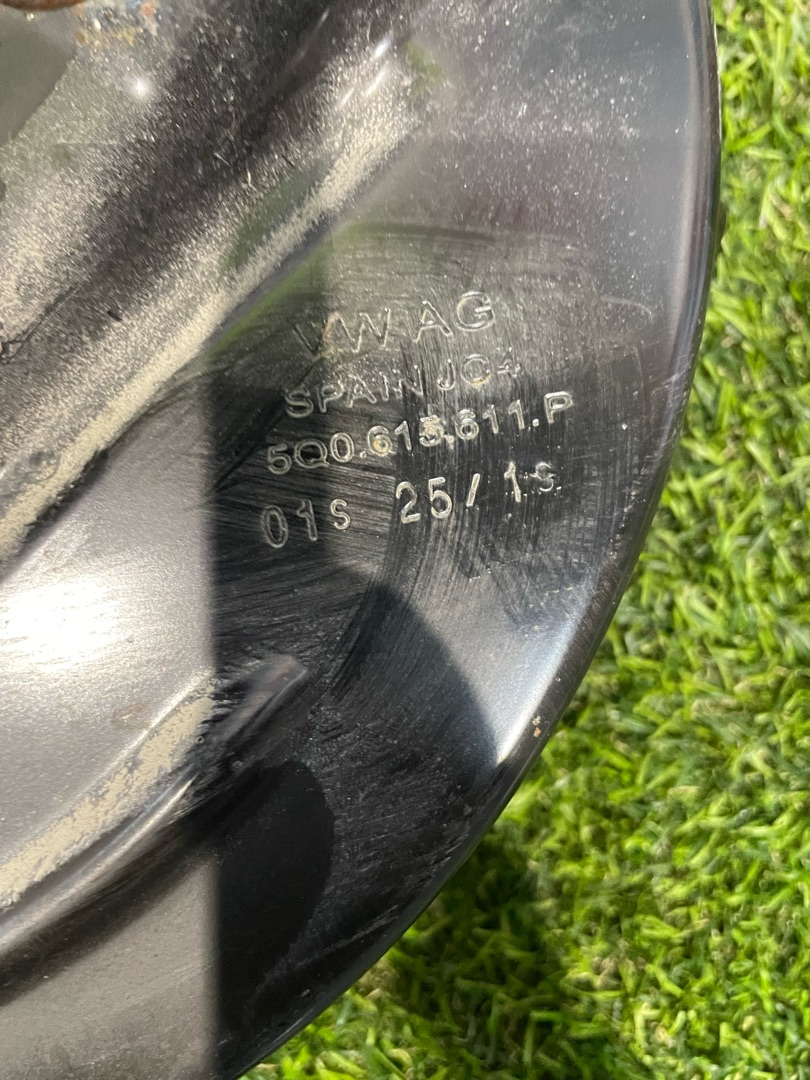 VW AG
SPAIN JC4
5Q0.615.611.P
01s 25/1s